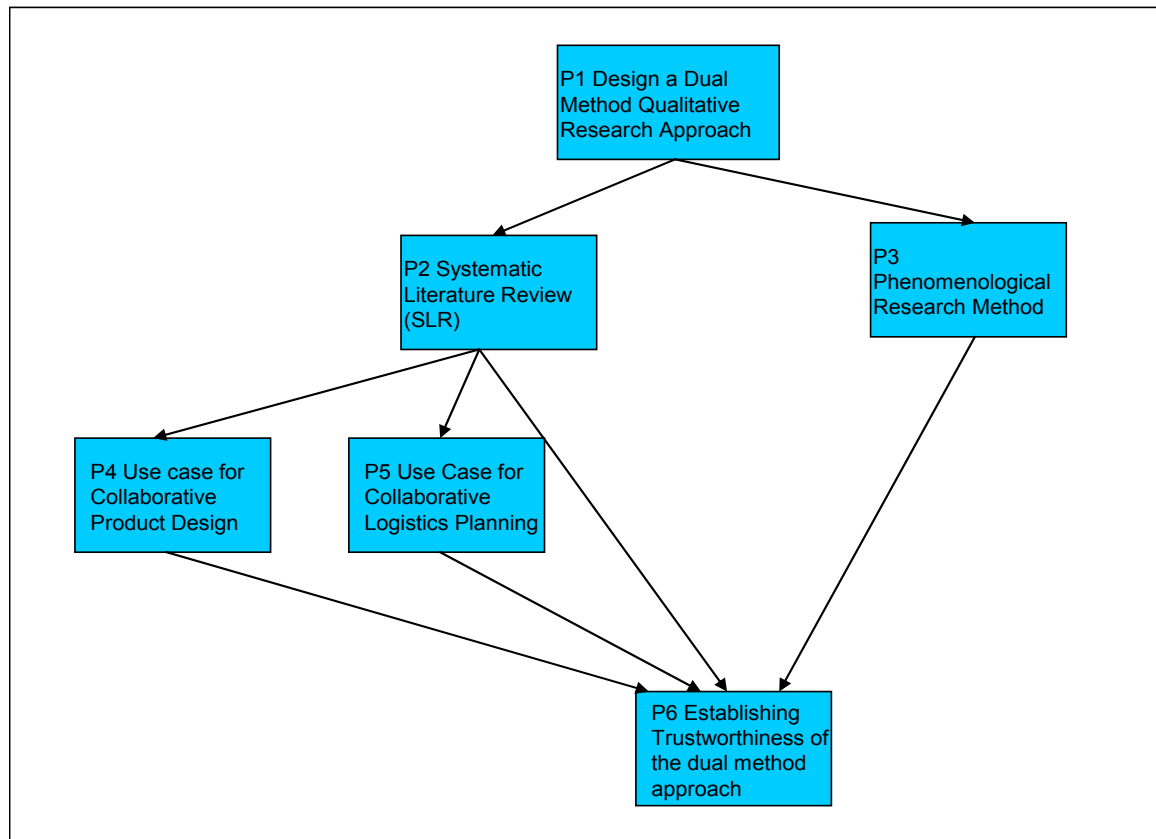 P1 Design a Dual
Method Qualitative
Research Approach
P2 Systematic
Literature Review
(SLR)
P3
Phenomenological
Research Method
P4 Use case for
Collaborative
Product Design
P5 Use Case for
Collaborative
Logistics Planning
P6 Establishing
Trustworthiness of
the dual method
approach